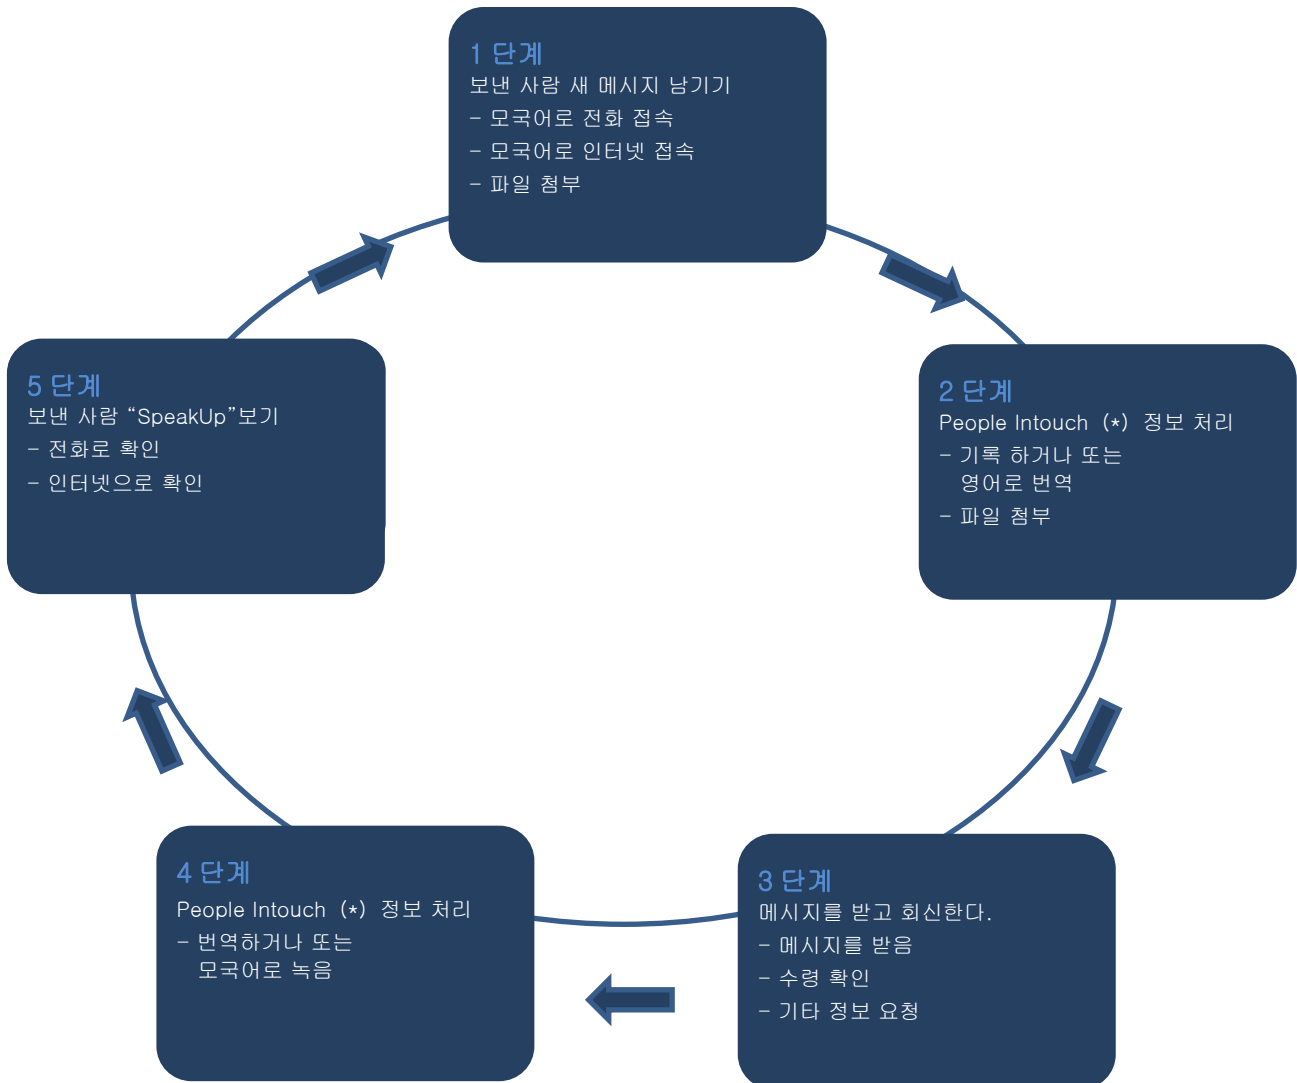 1 단계
보낸 사람 새 메시지 남기기
- 모국어로 전화 접속
- 모국어로 인터넷 접속
- 파일 첨부
2 단계
People Intouch (*) 정보 처리
- 기록 하거나 또는
영어로 번역
- 파일 첨부
3 단계
메시지를 받고 회신한다.
- 메시지를 받음
- 수령 확인
- 기타 정보 요청
4 단계
People Intouch (*) 정보 처리
- 번역하거나 또는
모국어로 녹음
5 단계
보낸 사람 “SpeakUp”보기
- 전화로 확인
- 인터넷으로 확인